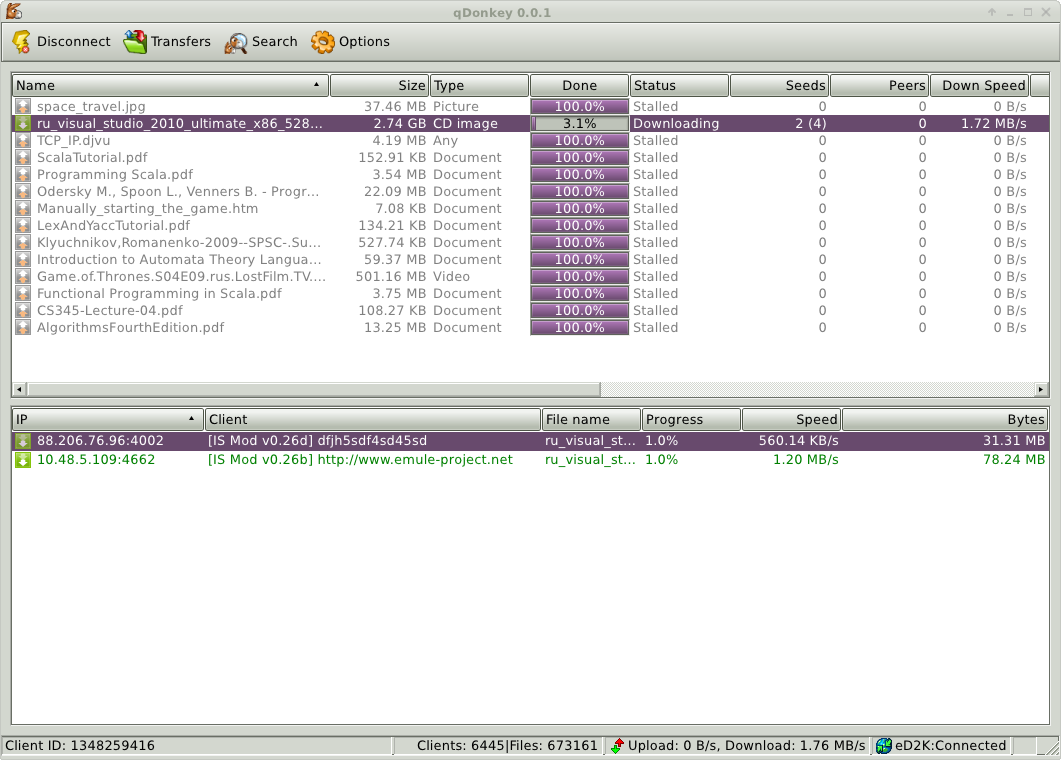 qDonkey 0.0.1
Disconnect Transfers Search Options
Name Size Type Done Status Seeds Peers Down Speed
space_travel.jpg 37.46 MB Picture 100.0% Stalled 0 0 0 B/s
ru_visual_studio_2010_ultimate_x86_528... 2.74 GB CD image 3.1% Downloading 2 (4) 0 1.72 MB/s
TCP_IP.djvu 4.19 MB Any 100.0% Stalled 0 0 0 B/s
ScalaTutorial.pdf 152.91 KB Document 100.0% Stalled 0 0 0 B/s
Programming Scala.pdf 3.54 MB Document 100.0% Stalled 0 0 0 B/s
Odersky M., Spoon L., Venners B. - Progr... 22.09 MB Document 100.0% Stalled 0 0 0 B/s
Manually_starting_the_game.htm 7.08 KB Document 100.0% Stalled 0 0 0 B/s
LexAndYaccTutorial.pdf 134.21 KB Document 100.0% Stalled 0 0 0 B/s
Klyuchnikov,Romanenko-2009--SPSC-.Su... 527.74 KB Document 100.0% Stalled 0 0 0 B/s
Introduction to Automata Theory Langua... 59.37 MB Document 100.0% Stalled 0 0 0 B/s
Game.of.Thrones.S04E09.rus.LostFilm.TV.... 501.16 MB Video 100.0% Stalled 0 0 0 B/s
Functional Programming in Scala.pdf 3.75 MB Document 100.0% Stalled 0 0 0 B/s
CS345-Lecture-04.pdf 108.27 KB Document 100.0% Stalled 0 0 0 B/s
AlgorithmsFourthEdition.pdf 13.25 MB Document 100.0% Stalled 0 0 0 B/s
IP Client File name Progress Speed Bytes
88.206.76.96:4002 [IS Mod v0.26d] dfjh5sdf4sd45sd ru_visual_st... 1.0% 560.14 KB/s 31.31 MB
10.48.5.109:4662 [IS Mod v0.26b] http://www.emule-project.net ru_visual_st... 1.0% 1.20 MB/s 78.24 MB
Client ID: 1348259416 Clients: 6445|Files: 673161 Upload: 0 B/s, Download: 1.76 MB/s eD2K:Connected